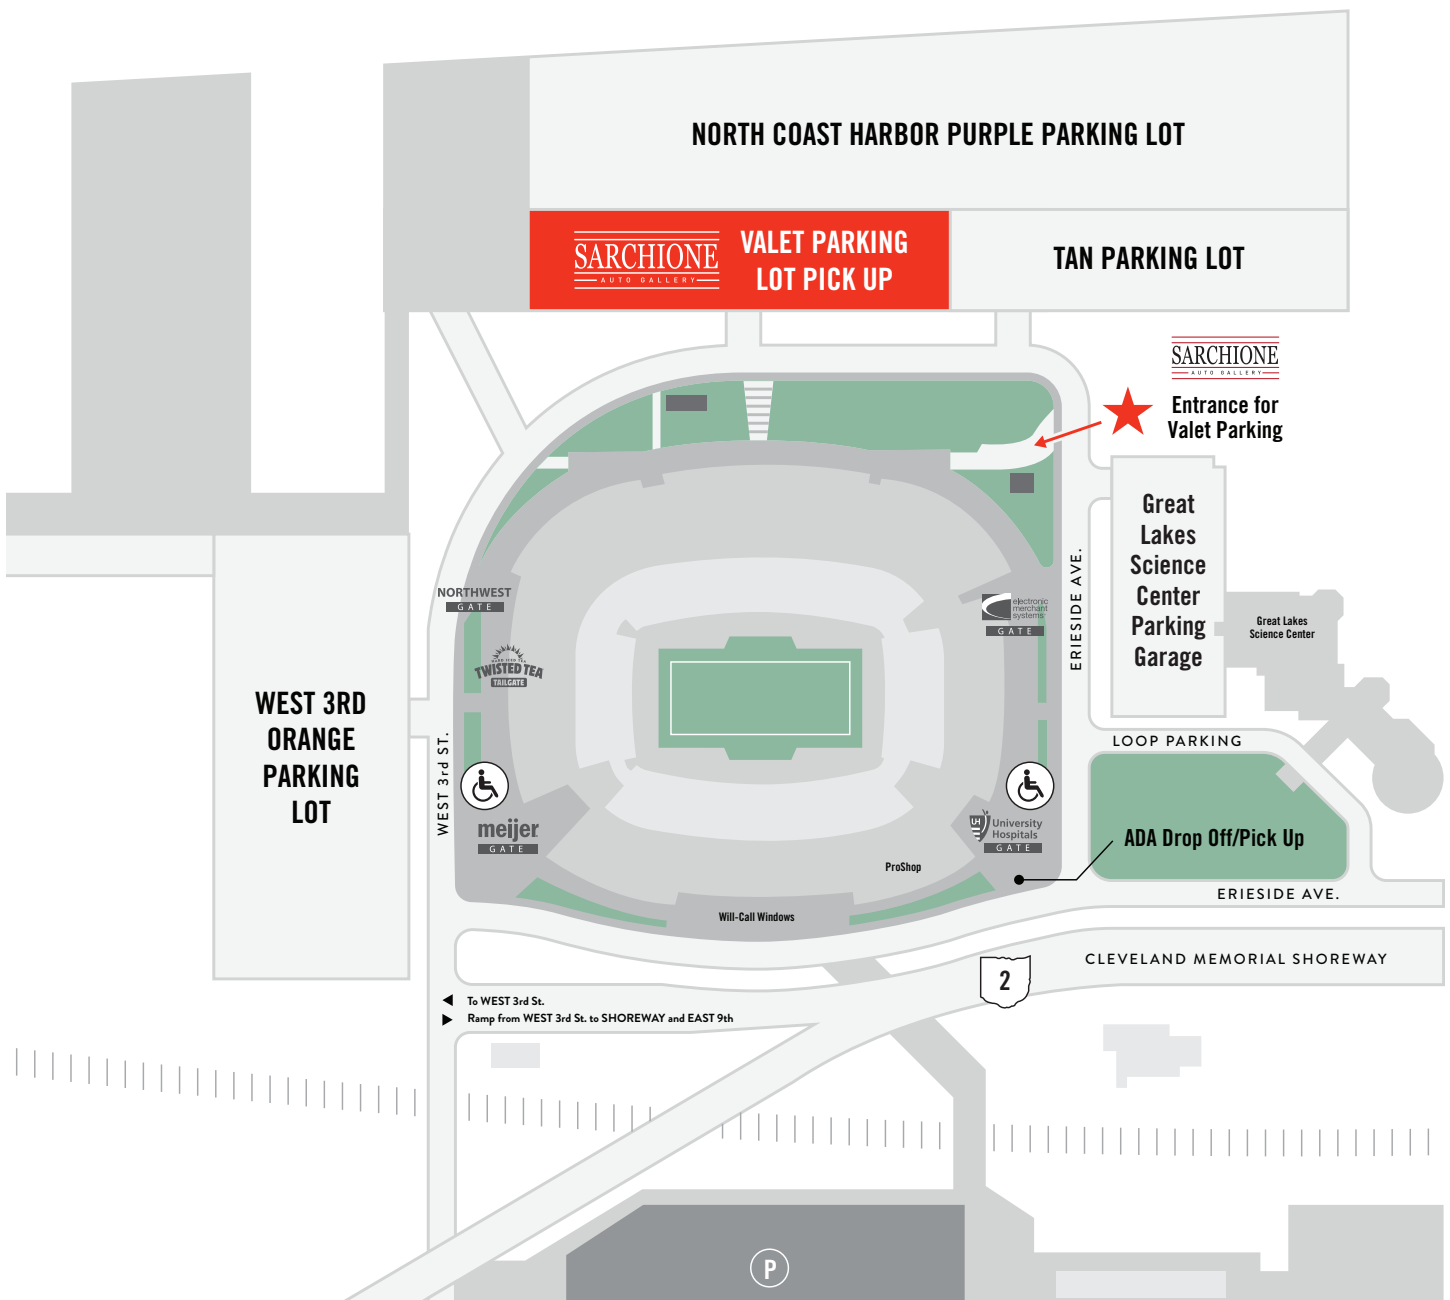 NORTH COAST HARBOR PURPLE PARKING LOT
SARCHIONE
AUTO GALLERY
VALET PARKING
LOT PICK UP
TAN PARKING LOT
SARCHIONE
AUTO GALLERY
Entrance for
Valet Parking
Great
Lakes
Science
Center
Parking
Garage
Great Lakes
Science Center
ERIESIDE AVE.
NORTHWEST
GATE
electronic
merchant
systems
GATE
TWISTED TEA
TAILGATE
WEST 3RD
ORANGE
PARKING
LOT
WEST 3rd ST.
LOOP PARKING
meijer
GATE
UH
University
Hospitals
GATE
ADA Drop Off/Pick Up
ProShop
Will-Call Windows
ERIESIDE AVE.
CLEVELAND MEMORIAL SHOREWAY
2
To WEST 3rd St.
Ramp from WEST 3rd St. to SHOREWAY and EAST 9th
P